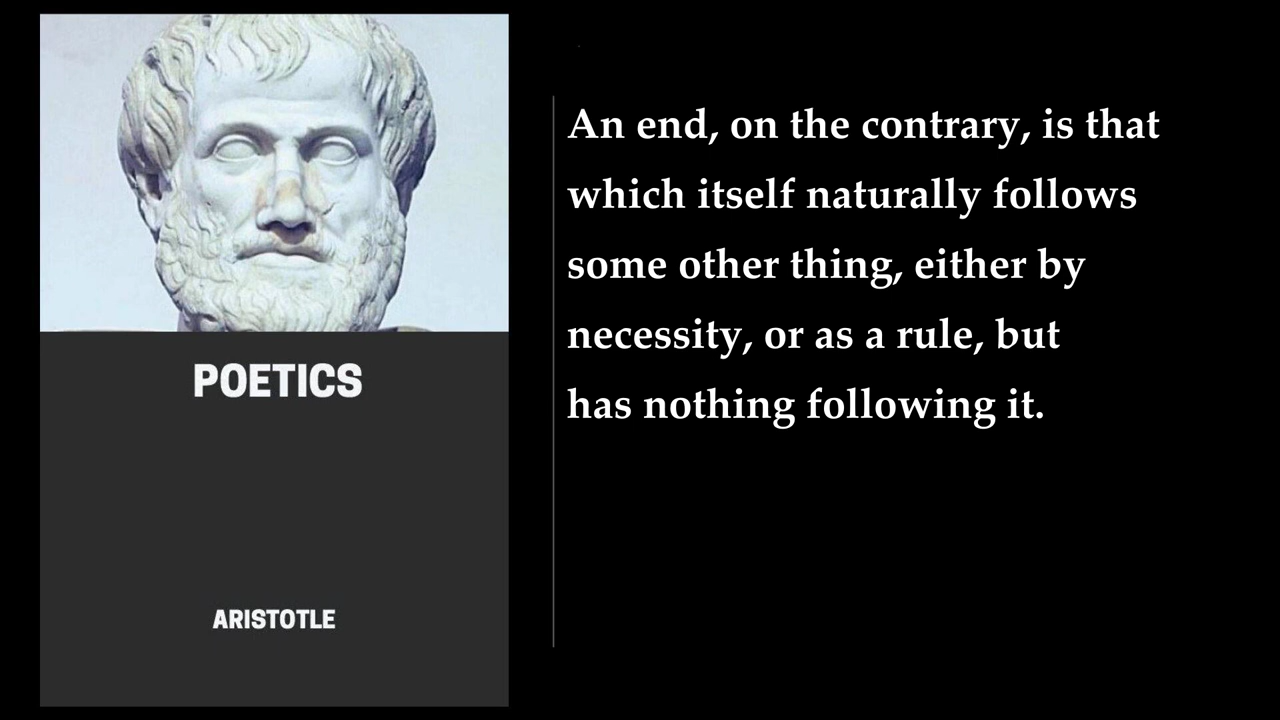 POETICS
ARISTOTLE
An end, on the contrary, is that
which itself naturally follows
some other thing, either by
necessity, or as a rule, but
has nothing following it.